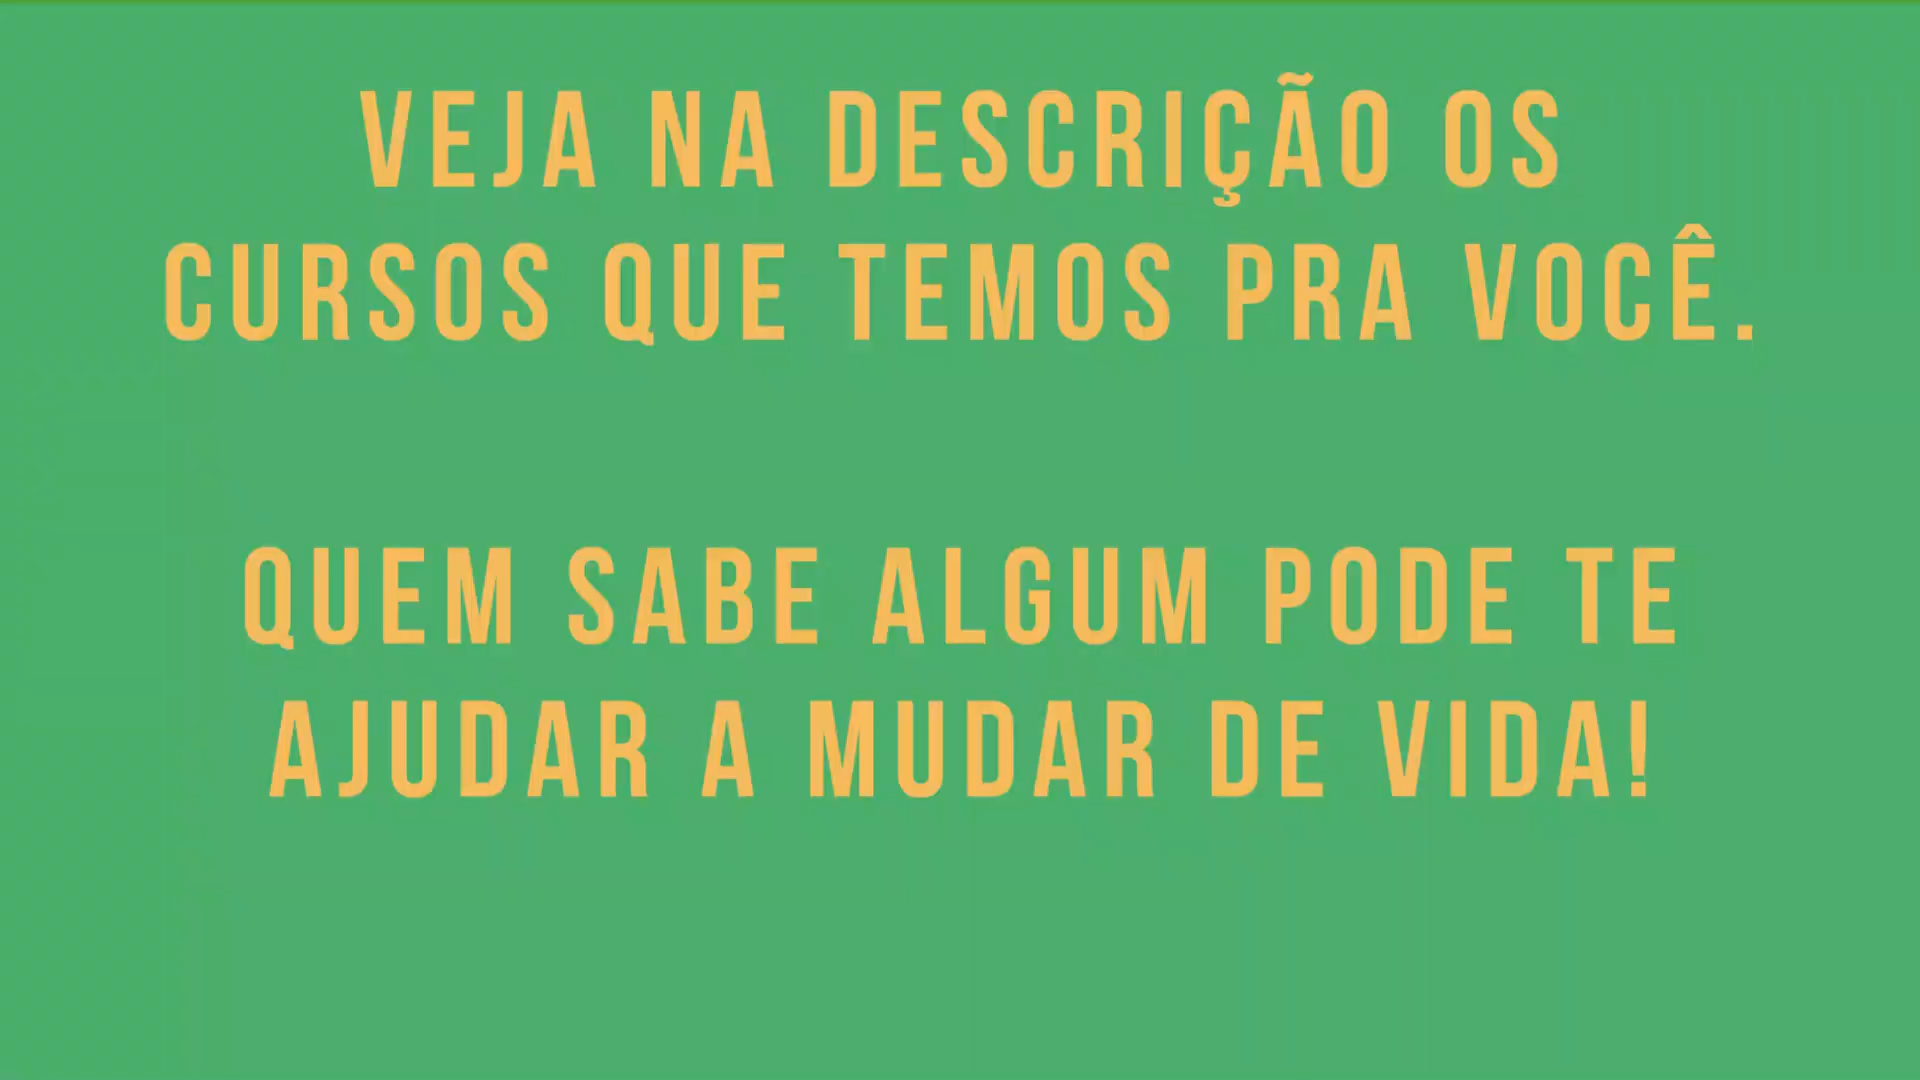 VEJA NA DESCRIÇÃO OS
CURSOS QUE TEMOS PRA VOCÊ.
QUEM SABE ALGUM PODE TE
AJUDAR A MUDAR DE VIDA!